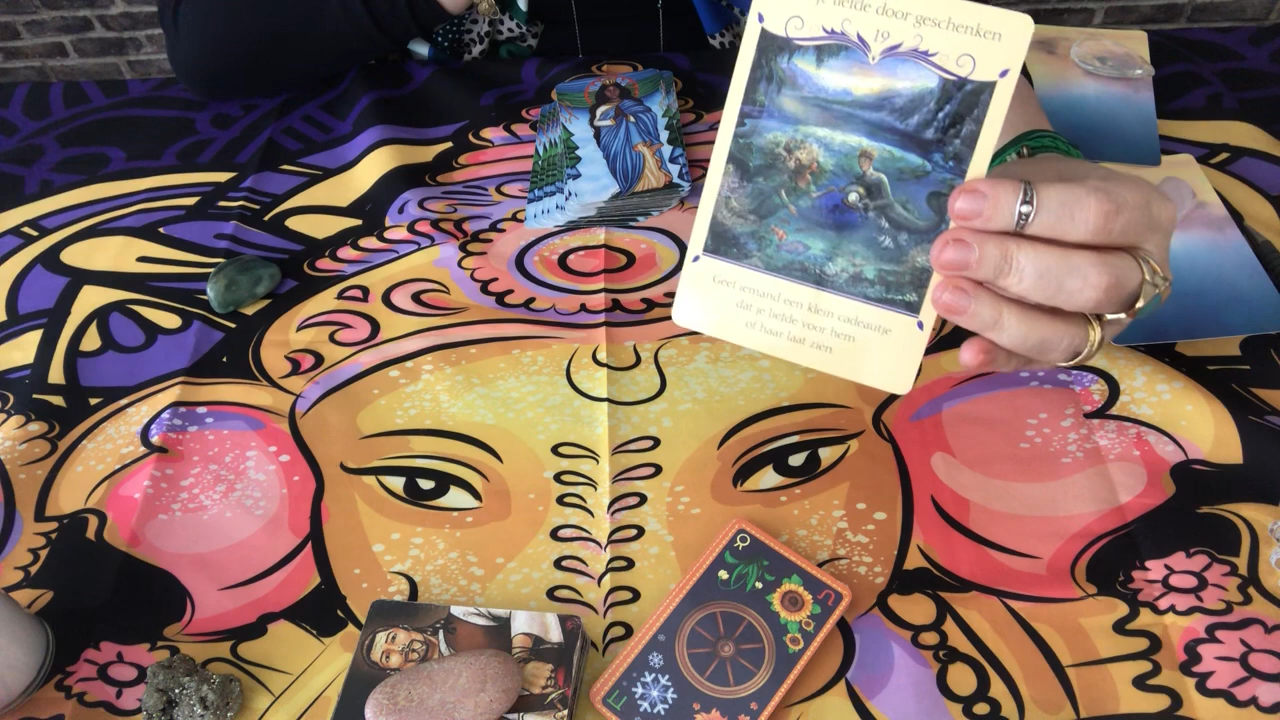 je liefde door geschenken
19
Geef iemand een klein cadeautje
dat je liefde voor hem
of haar laat zien